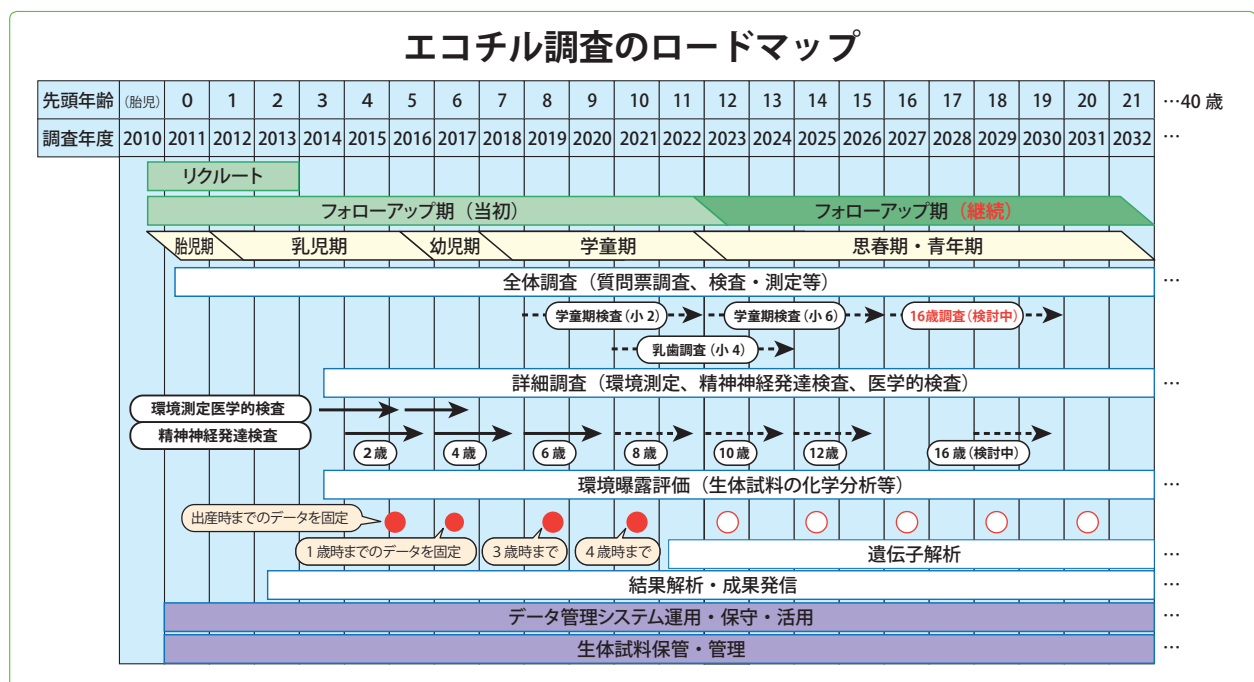 エコチル調査のロードマップ
先頭年齢 (胎児) 0 1 2 3 4 5 6 7 8 9 10 11 12 13 14 15 16 17 18 19 20 21 …40 歳
調査年度 2010 2011 2012 2013 2014 2015 2016 2017 2018 2019 2020 2021 2022 2023 2024 2025 2026 2027 2028 2029 2030 2031 2032 …
リクルート
フォローアップ期（当初） フォローアップ期（継続）
胎児期 乳児期 幼児期 学童期 思春期・青年期
全体調査（質問票調査、検査・測定等） …
学童期検査（小 2） 学童期検査（小 6） 16歳調査（検討中）
乳歯調査（小 4）
詳細調査（環境測定、精神神経発達検査、医学的検査） …
環境測定医学的検査
精神神経発達検査
2 歳 4 歳 6 歳 8 歳 10 歳 12歳 16 歳（検討中）
環境曝露評価（生体試料の化学分析等） …
出産時までのデータを固定
1 歳時までのデータを固定 3 歳時まで 4 歳時まで
遺伝子解析 …
結果解析・成果発信 …
データ管理システム運用・保守・活用 …
生体試料保管・管理 …